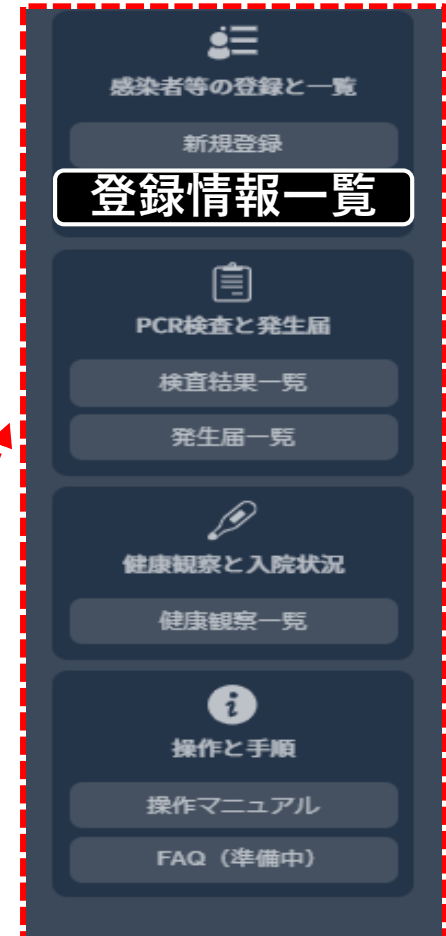 感染者等の登録と一覧
新規登録
登録情報一覧
PCR検査と発生届
検査結果一覧
発生届一覧
健康観察と入院状況
健康観察一覧
操作と手順
操作マニュアル
FAQ（準備中）